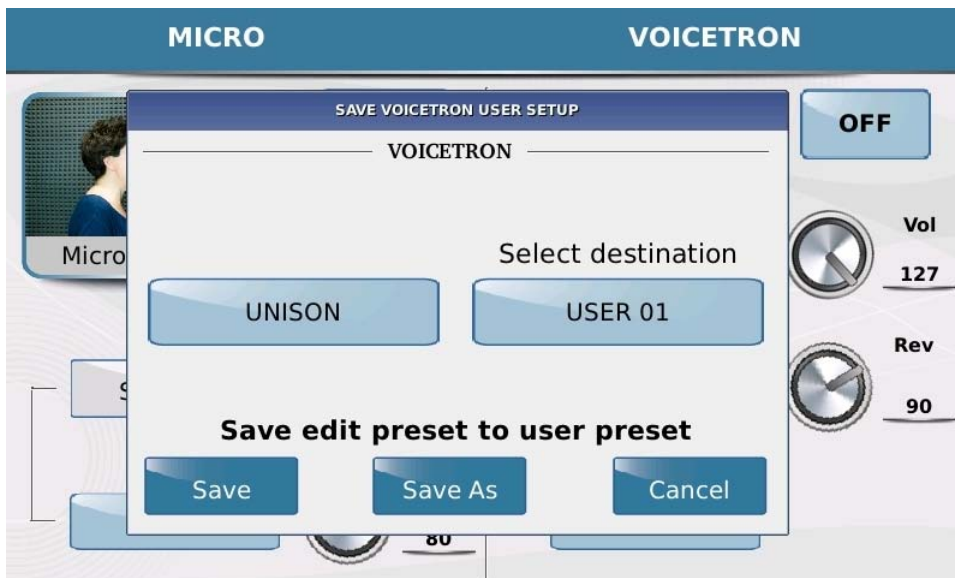 MICRO VOICETRON
SAVE VOICETRON USER SETUP
VOICETRON
OFF
Micro
Vol
127
Select destination
UNISON USER 01
Rev
90
S
Save edit preset to user preset
Save Save As Cancel
80